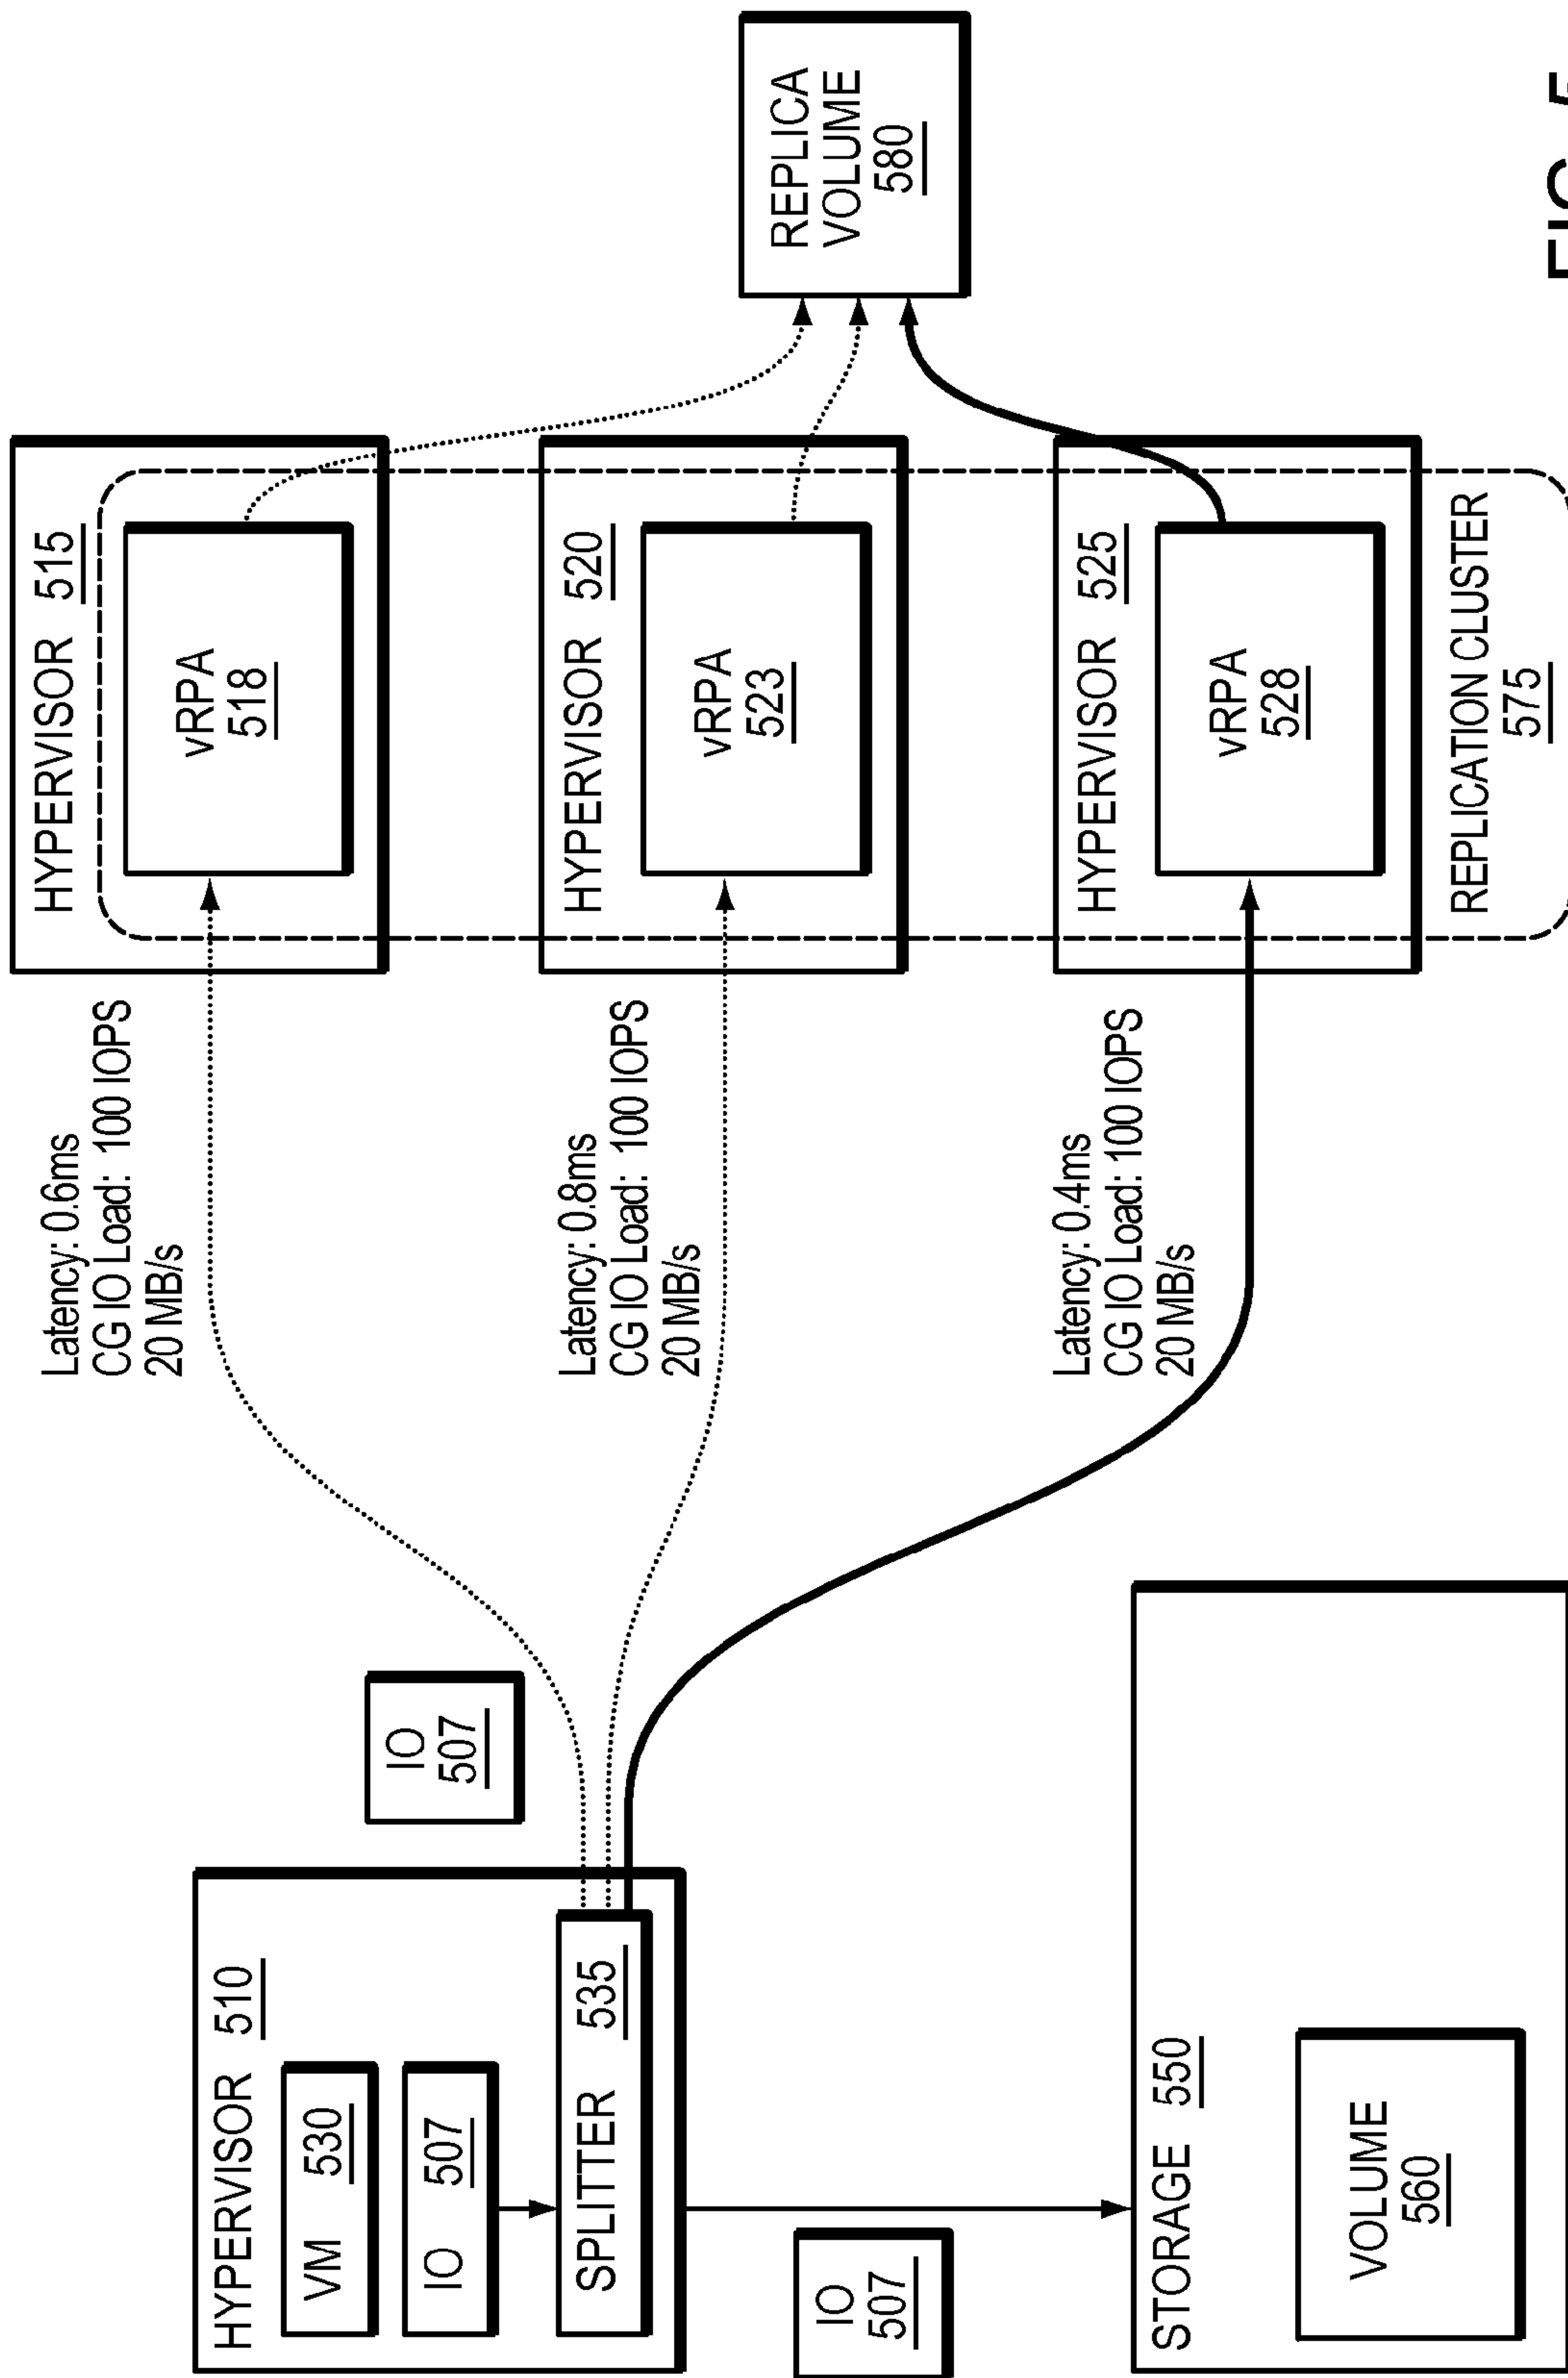 HYPERVISOR 510
VM 530
IO 507
SPLITTER 535
IO
507
IO
507
STORAGE 550
VOLUME
560
Latency: 0.6ms
CG IO Load: 100 IOPS
20 MB/s
Latency: 0.8ms
CG IO Load: 100 IOPS
20 MB/s
Latency: 0.4ms
CG IO Load: 100 IOPS
20 MB/s
HYPERVISOR 515
vRPA
518
HYPERVISOR 520
vRPA
523
HYPERVISOR 525
vRPA
528
REPLICATION CLUSTER
575
REPLICA
VOLUME
580